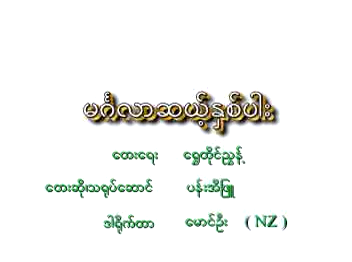 မင်္ဂလာဆယ့်နှစ်ပါး
တေးရေး ရွှေတိုင်ညွန့်
တေးဆို၊သရုပ်ဆောင် ပန်းအိဖြူ
ဒါရိုက်တာ မောင်ဦး ( NZ )